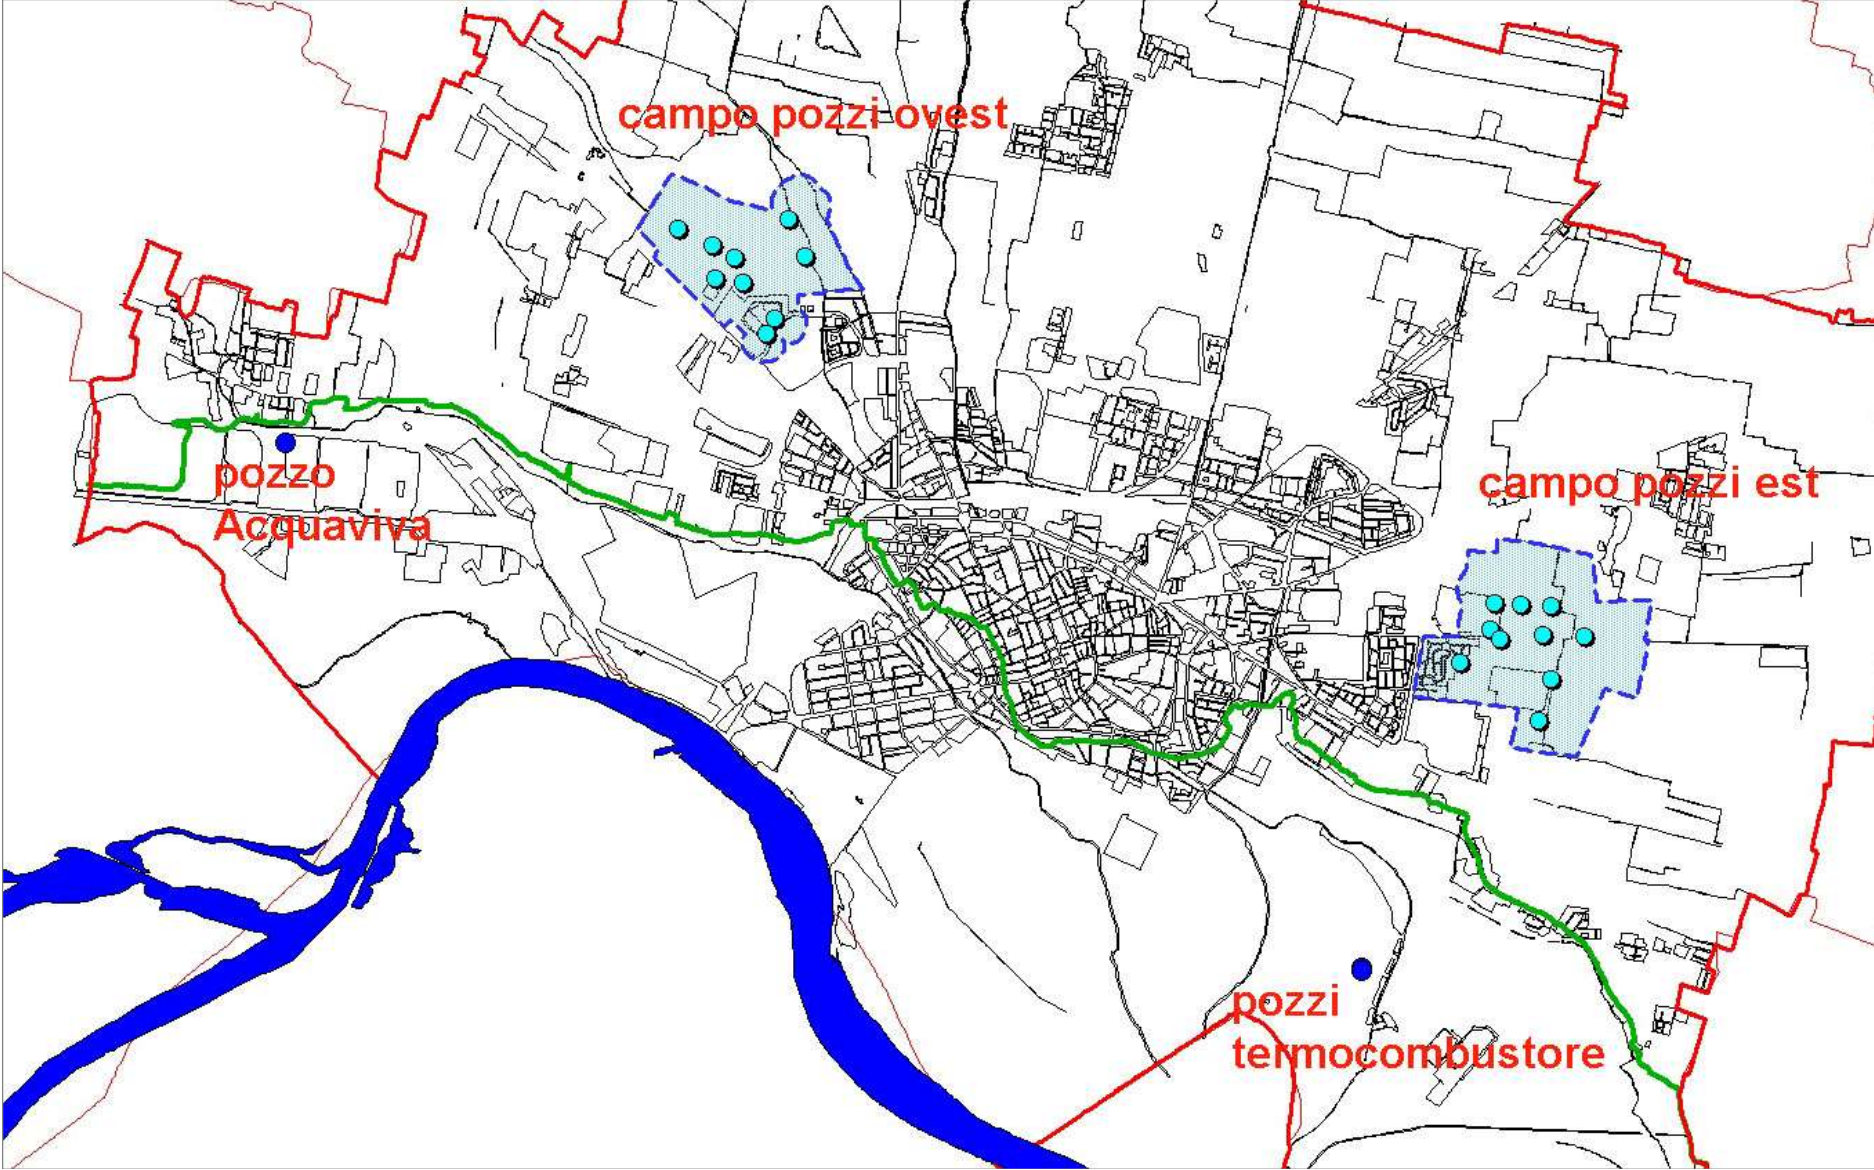 campo pozzi ovest
pozzo
Acquaviva
campo pozzi est
pozzi
termocombustore